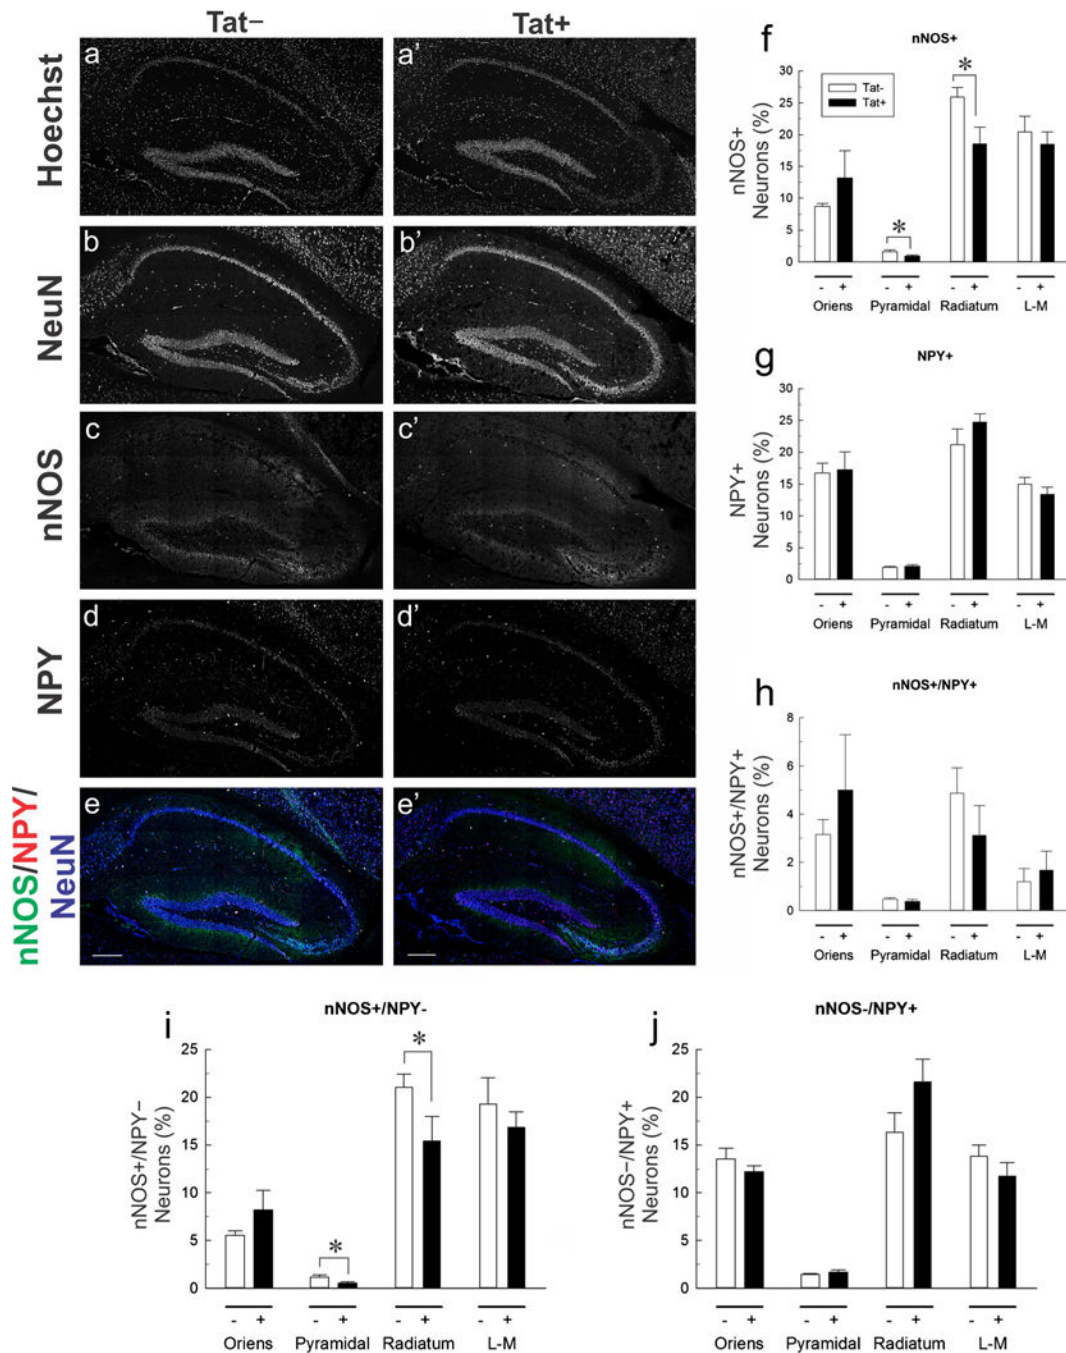 Tat− Tat+
Hoechst
a a'
NeuN
b b'
nNOS
c c'
NPY
d d'
nNOS/NPY/
NeuN
e e'
f
nNOS+
nNOS+
Neurons (%)
30
25
20
15
10
5
0
Tat-
Tat+
*
*
- + - + - + - +
Oriens Pyramidal Radiatum L-M
g
NPY+
NPY+
Neurons (%)
30
25
20
15
10
5
0
- + - + - + - +
Oriens Pyramidal Radiatum L-M
h
nNOS+/NPY+
nNOS+/NPY+
Neurons (%)
8
6
4
2
0
- + - + - + - +
Oriens Pyramidal Radiatum L-M
i
nNOS+/NPY-
nNOS+/NPY−
Neurons (%)
25
20
15
10
5
0
*
*
- + - + - + - +
Oriens Pyramidal Radiatum L-M
j
nNOS-/NPY+
nNOS−/NPY+
Neurons (%)
25
20
15
10
5
0
- + - + - + - +
Oriens Pyramidal Radiatum L-M